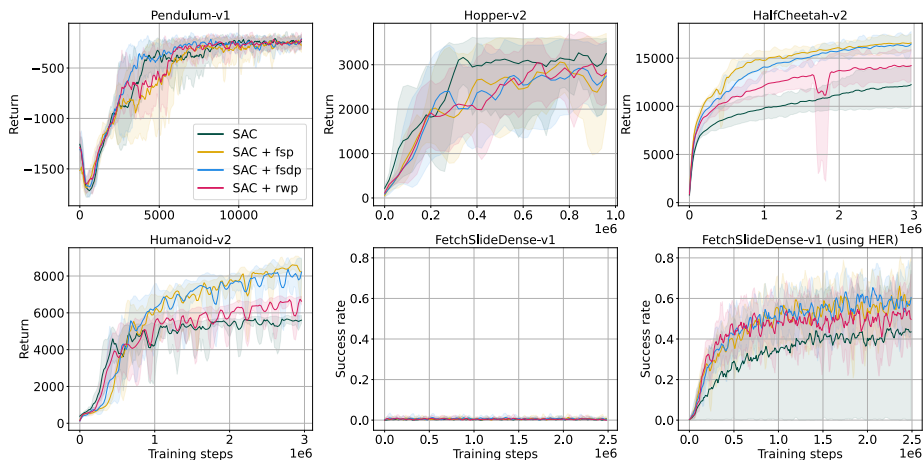 Pendulum-v1
Return
−500
−1000
−1500
0
5000
10000
SAC
SAC + fsp
SAC + fsdp
SAC + rwp
Hopper-v2
Return
3000
2000
1000
0
0.0
0.2
0.4
0.6
0.8
1.0
1e6
HalfCheetah-v2
Return
15000
10000
5000
0
0
1
2
3
1e6
Humanoid-v2
Return
8000
6000
4000
2000
0
0
1
2
3
Training steps
1e6
FetchSlideDense-v1
Success rate
0.8
0.6
0.4
0.2
0.0
0.0
0.5
1.0
1.5
2.0
2.5
Training steps
1e6
FetchSlideDense-v1 (using HER)
Success rate
0.8
0.6
0.4
0.2
0.0
0.0
0.5
1.0
1.5
2.0
2.5
Training steps
1e6